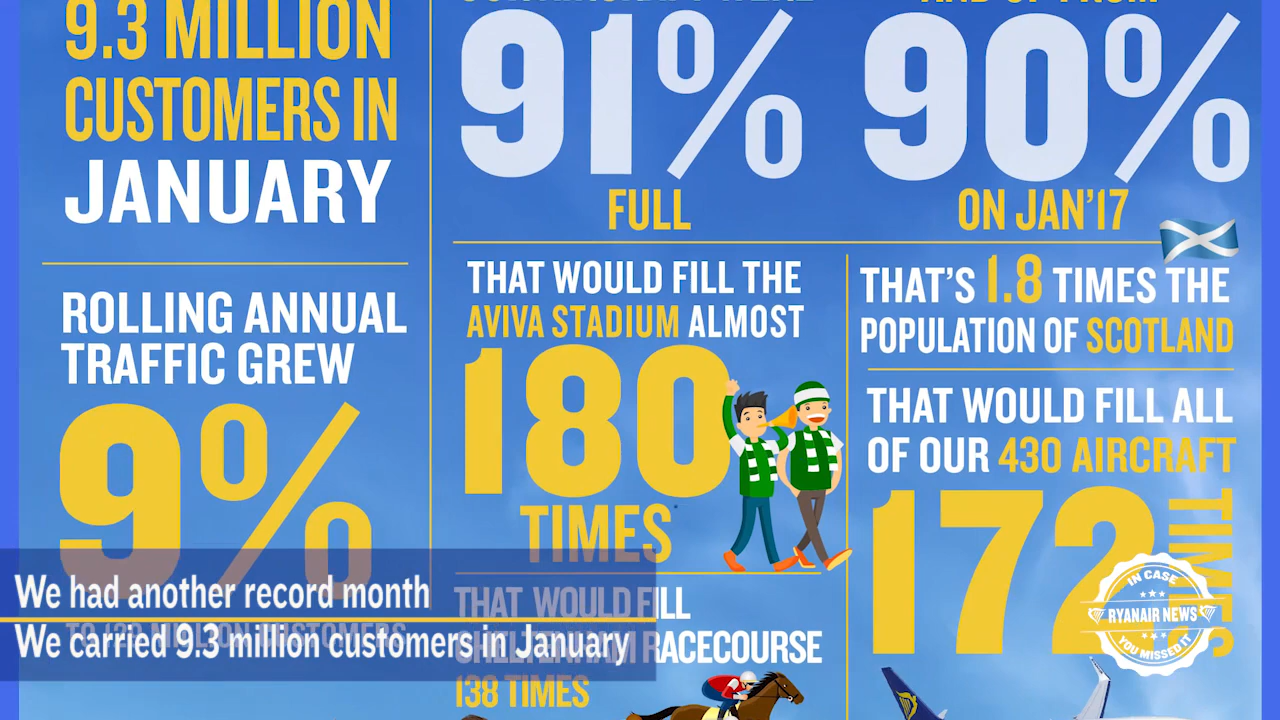 9.3 MILLION
CUSTOMERS IN
JANUARY
ROLLING ANNUAL
TRAFFIC GREW
9%
91%
FULL
90%
ON JAN'17
THAT WOULD FILL THE
AVIVA STADIUM ALMOST
180
TIMES
THAT WOULD FILL
CHELTENHAM RACECOURSE
138 TIMES
THAT'S 1.8 TIMES THE
POPULATION OF SCOTLAND
THAT WOULD FILL ALL
OF OUR 430 AIRCRAFT
172 TIMES
We had another record month
We carried 9.3 million customers in January
IN CASE
RYANAIR NEWS
YOU MISSED IT